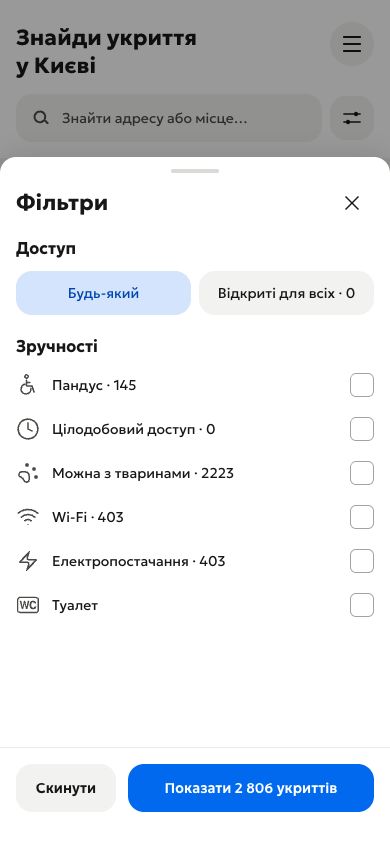 Знайди укриття
у Києві
Знайти адресу або місце...
Фільтри
Доступ
Будь-який
Відкриті для всіх · 0
Зручності
Пандус · 145
Цілодобовий доступ · 0
Можна з тваринами · 2223
Wi-Fi · 403
Електропостачання · 403
WC Туалет
Скинути
Показати 2 806 укриттів